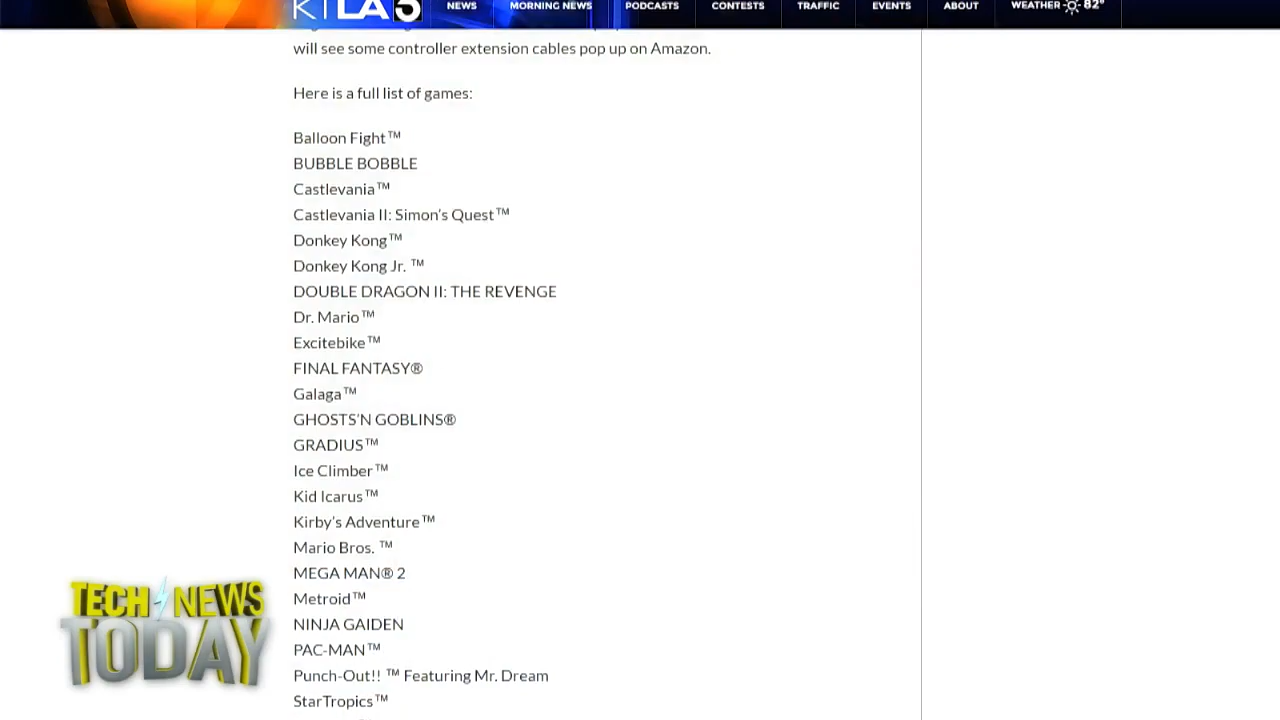 KTLA 5
NEWS
MORNING NEWS
PODCASTS
CONTESTS
TRAFFIC
EVENTS
ABOUT
WEATHER 82°
will see some controller extension cables pop up on Amazon.
Here is a full list of games:
Balloon Fight™
BUBBLE BOBBLE
Castlevania™
Castlevania II: Simon’s Quest™
Donkey Kong™
Donkey Kong Jr. ™
DOUBLE DRAGON II: THE REVENGE
Dr. Mario™
Excitebike™
FINAL FANTASY®
Galaga™
GHOSTS’N GOBLINS®
GRADIUS™
Ice Climber™
Kid Icarus™
Kirby’s Adventure™
Mario Bros. ™
MEGA MAN® 2
Metroid™
NINJA GAIDEN
PAC-MAN™
Punch-Out!! ™ Featuring Mr. Dream
StarTropics™
TECH NEWS
TODAY